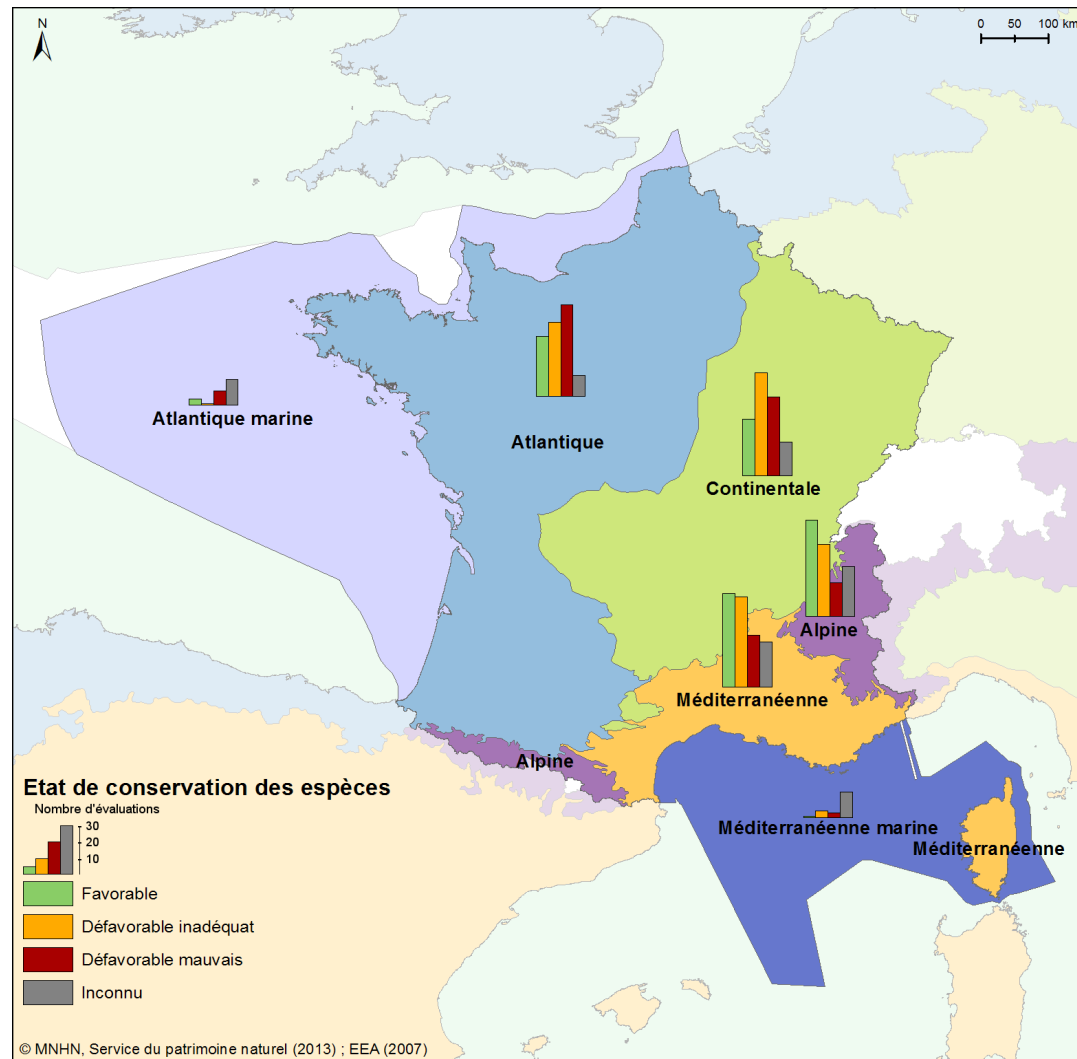 N
0 50 100 km
Atlantique marine
Atlantique
Continentale
Alpine
Méditerranéenne
Alpine
Méditerranéenne marine
Méditerranéenne
Etat de conservation des espèces
Nombre d'évaluations
30
20
10
Favorable
Défavorable inadéquat
Défavorable mauvais
Inconnu
© MNHN, Service du patrimoine naturel (2013) ; EEA (2007)